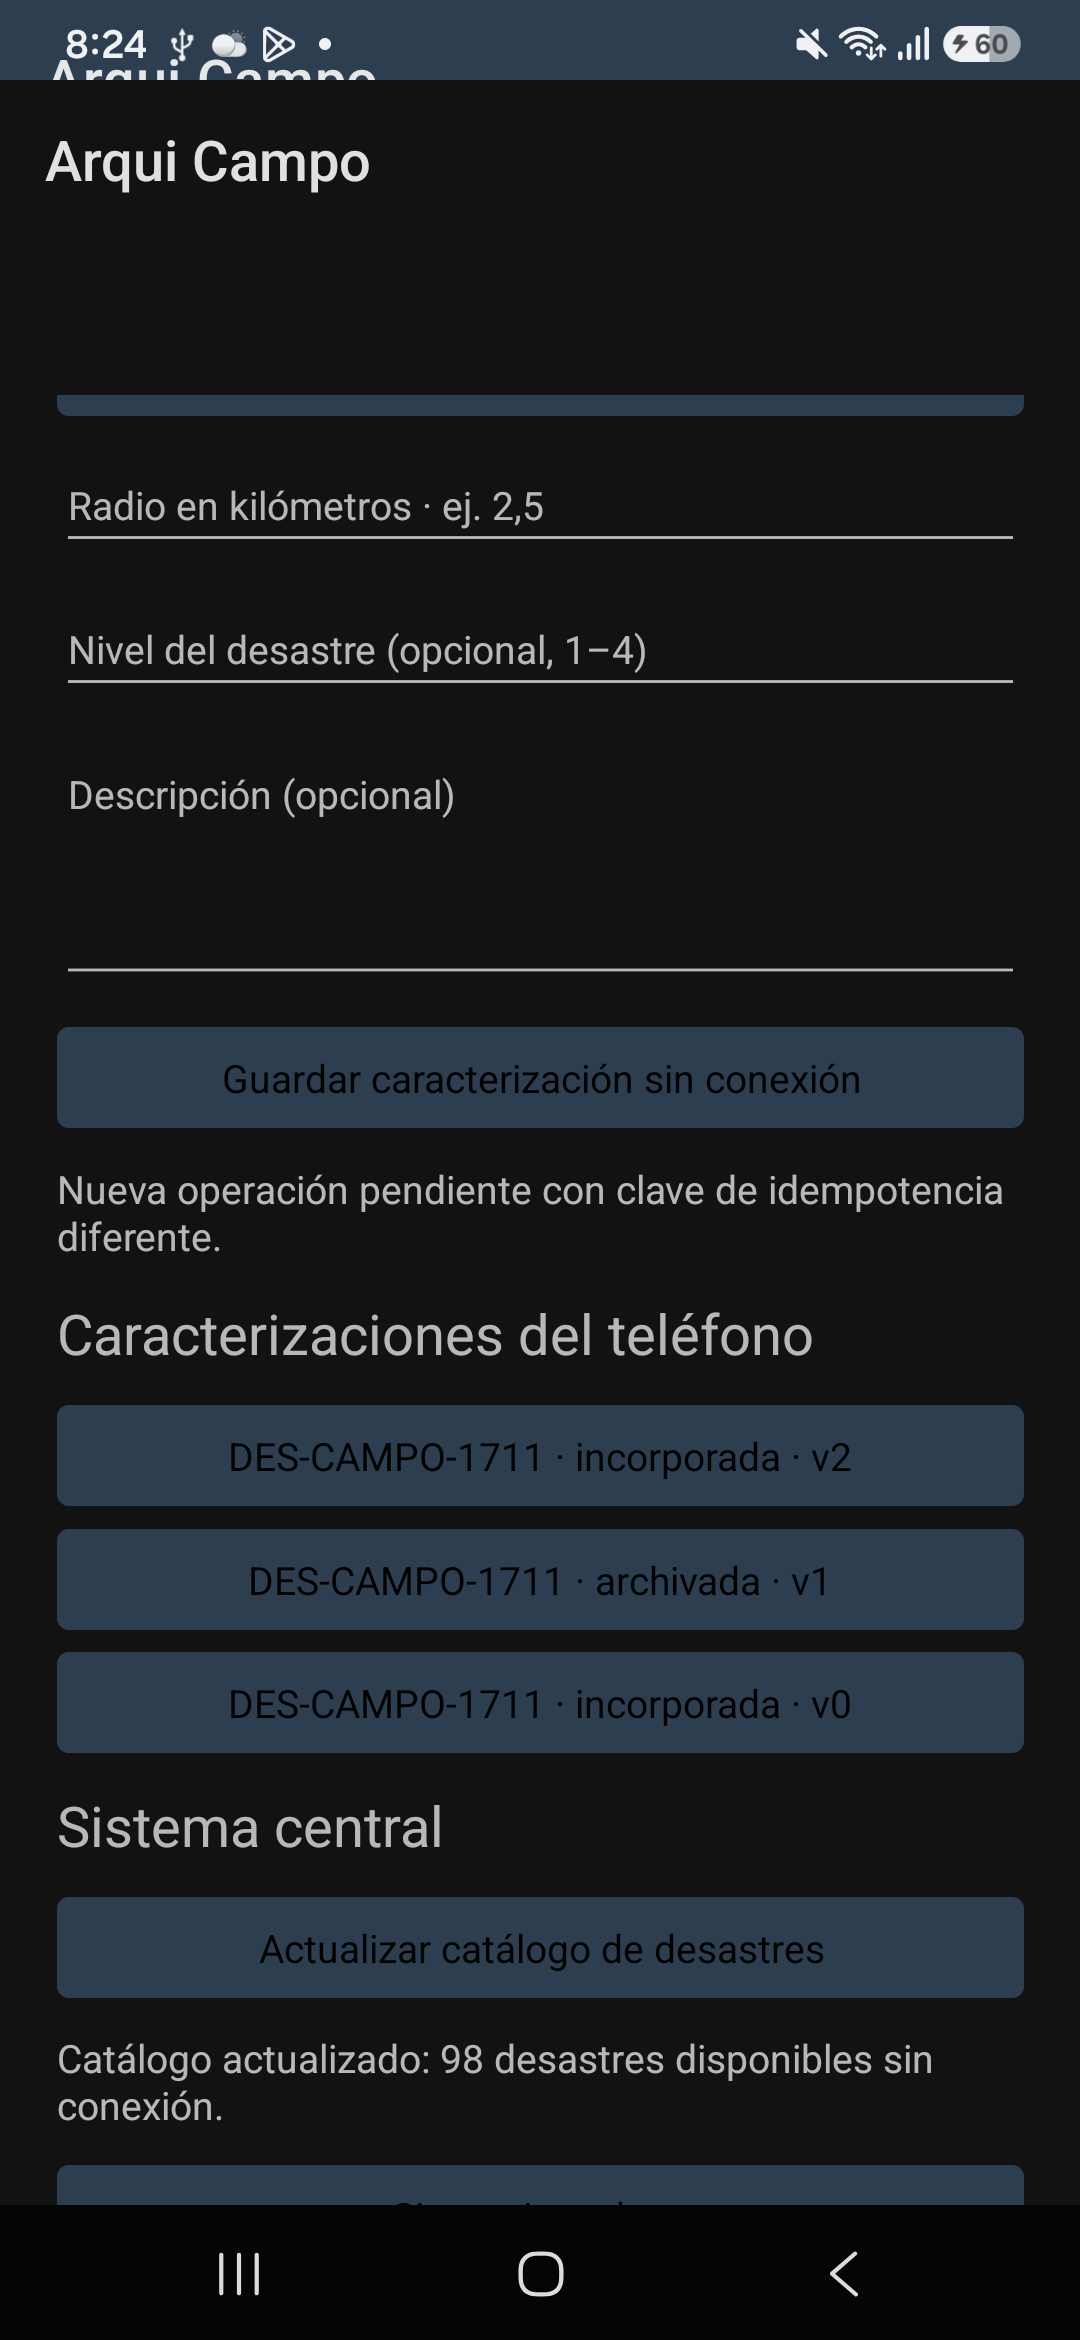 8:24
60
Arqui Campo
Arqui Campo
Radio en kilómetros · ej. 2,5
Nivel del desastre (opcional, 1–4)
Descripción (opcional)
Guardar caracterización sin conexión
Nueva operación pendiente con clave de idempotencia
diferente.
Caracterizaciones del teléfono
DES-CAMPO-1711 · incorporada · v2
DES-CAMPO-1711 · archivada · v1
DES-CAMPO-1711 · incorporada · v0
Sistema central
Actualizar catálogo de desastres
Catálogo actualizado: 98 desastres disponibles sin
conexión.